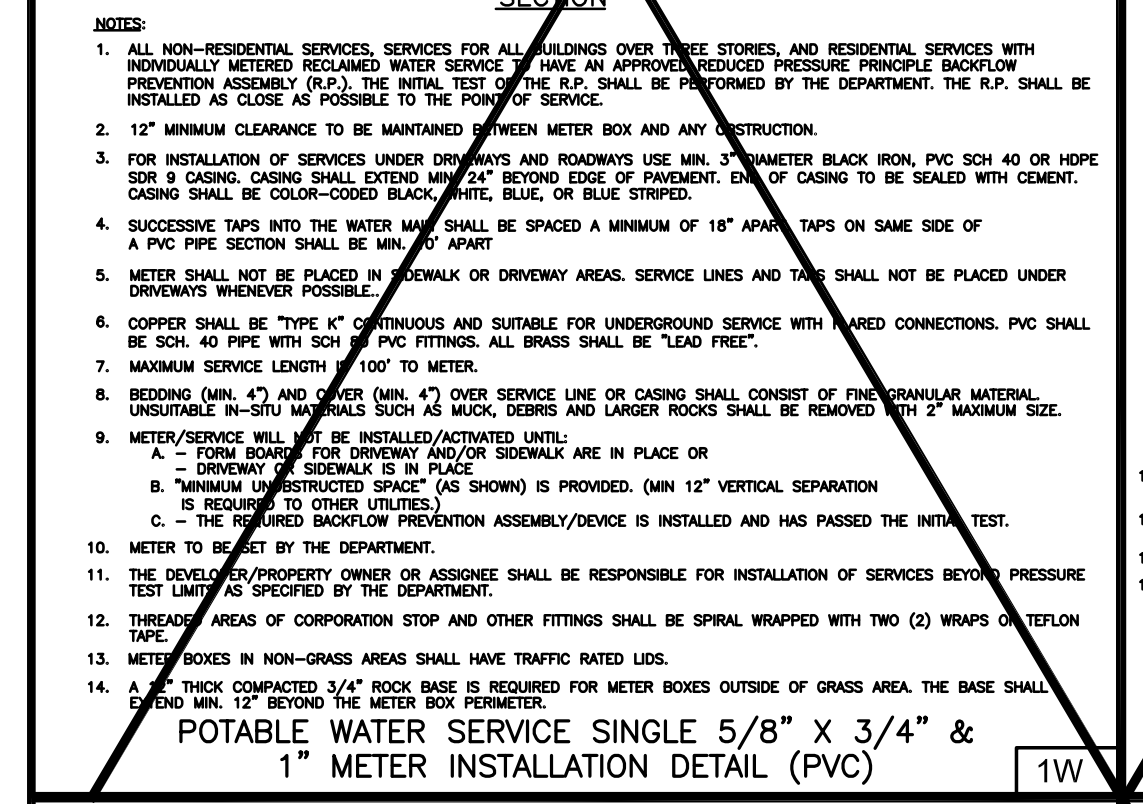 SECTION
NOTES:
1. ALL NON-RESIDENTIAL SERVICES, SERVICES FOR ALL BUILDINGS OVER THREE STORIES, AND RESIDENTIAL SERVICES WITH
INDIVIDUALLY METERED RECLAIMED WATER SERVICE TO HAVE AN APPROVED REDUCED PRESSURE PRINCIPLE BACKFLOW
PREVENTION ASSEMBLY (R.P.). THE INITIAL TEST OF THE R.P. SHALL BE PERFORMED BY THE DEPARTMENT. THE R.P. SHALL BE
INSTALLED AS CLOSE AS POSSIBLE TO THE POINT OF SERVICE.
2. 12" MINIMUM CLEARANCE TO BE MAINTAINED BETWEEN METER BOX AND ANY OBSTRUCTION.
3. FOR INSTALLATION OF SERVICES UNDER DRIVEWAYS AND ROADWAYS USE MIN. 3" DIAMETER BLACK IRON, PVC SCH 40 OR HDPE
SDR 9 CASING. CASING SHALL EXTEND MIN. 24" BEYOND EDGE OF PAVEMENT. END OF CASING TO BE SEALED WITH CEMENT.
CASING SHALL BE COLOR-CODED BLACK, WHITE, BLUE, OR BLUE STRIPED.
4. SUCCESSIVE TAPS INTO THE WATER MAIN SHALL BE SPACED A MINIMUM OF 18" APART. TAPS ON SAME SIDE OF
A PVC PIPE SECTION SHALL BE MIN. APART
5. METER SHALL NOT BE PLACED IN SIDEWALK OR DRIVEWAY AREAS. SERVICE LINES AND TAPS SHALL NOT BE PLACED UNDER
DRIVEWAYS WHENEVER POSSIBLE..
6. COPPER SHALL BE "TYPE K" CONTINUOUS AND SUITABLE FOR UNDERGROUND SERVICE WITH FLARED CONNECTIONS. PVC SHALL
BE SCH. 40 PIPE WITH SCH 80 PVC FITTINGS. ALL BRASS SHALL BE "LEAD FREE".
7. MAXIMUM SERVICE LENGTH IS 100' TO METER.
8. BEDDING (MIN. 4") AND COVER (MIN. 4") OVER SERVICE LINE OR CASING SHALL CONSIST OF FINE GRANULAR MATERIAL.
UNSUITABLE IN-SITU MATERIALS SUCH AS MUCK, DEBRIS AND LARGER ROCKS SHALL BE REMOVED WITH 2" MAXIMUM SIZE.
9. METER/SERVICE WILL NOT BE INSTALLED/ACTIVATED UNTIL:
A. - FORM BOARDS FOR DRIVEWAY AND/OR SIDEWALK ARE IN PLACE OR
- DRIVEWAY OR SIDEWALK IS IN PLACE
B. "MINIMUM UNOBSTRUCTED SPACE" (AS SHOWN) IS PROVIDED. (MIN 12" VERTICAL SEPARATION
IS REQUIRED TO OTHER UTILITIES.)
C. - THE REQUIRED BACKFLOW PREVENTION ASSEMBLY/DEVICE IS INSTALLED AND HAS PASSED THE INITIAL TEST.
10. METER TO BE SET BY THE DEPARTMENT.
11. THE DEVELOPER/PROPERTY OWNER OR ASSIGNEE SHALL BE RESPONSIBLE FOR INSTALLATION OF SERVICES BEYOND PRESSURE
TEST LIMITS AS SPECIFIED BY THE DEPARTMENT.
12. THREADED AREAS OF CORPORATION STOP AND OTHER FITTINGS SHALL BE SPIRAL WRAPPED WITH TWO (2) WRAPS OF TEFLON
TAPE.
13. METER BOXES IN NON-GRASS AREAS SHALL HAVE TRAFFIC RATED LIDS.
14. A 12" THICK COMPACTED 3/4" ROCK BASE IS REQUIRED FOR METER BOXES OUTSIDE OF GRASS AREA. THE BASE SHALL
EXTEND MIN. 12" BEYOND THE METER BOX PERIMETER.
POTABLE WATER SERVICE SINGLE 5/8" X 3/4" &
1" METER INSTALLATION DETAIL (PVC)
1W